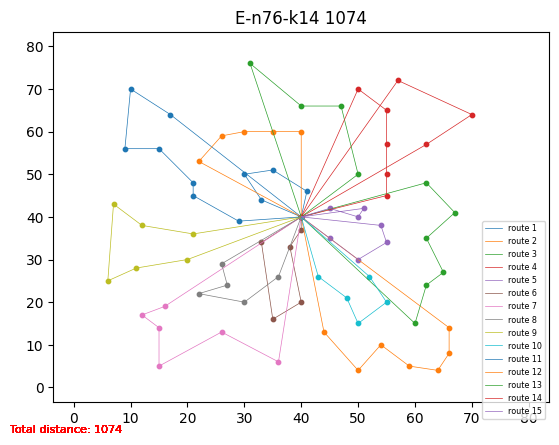 E-n76-k14 1074
80
70
60
50
40
30
20
10
0
0 10 20 30 40 50 60 70 80
route 1
route 2
route 3
route 4
route 5
route 6
route 7
route 8
route 9
route 10
route 11
route 12
route 13
route 14
route 15
Total distance: 1074